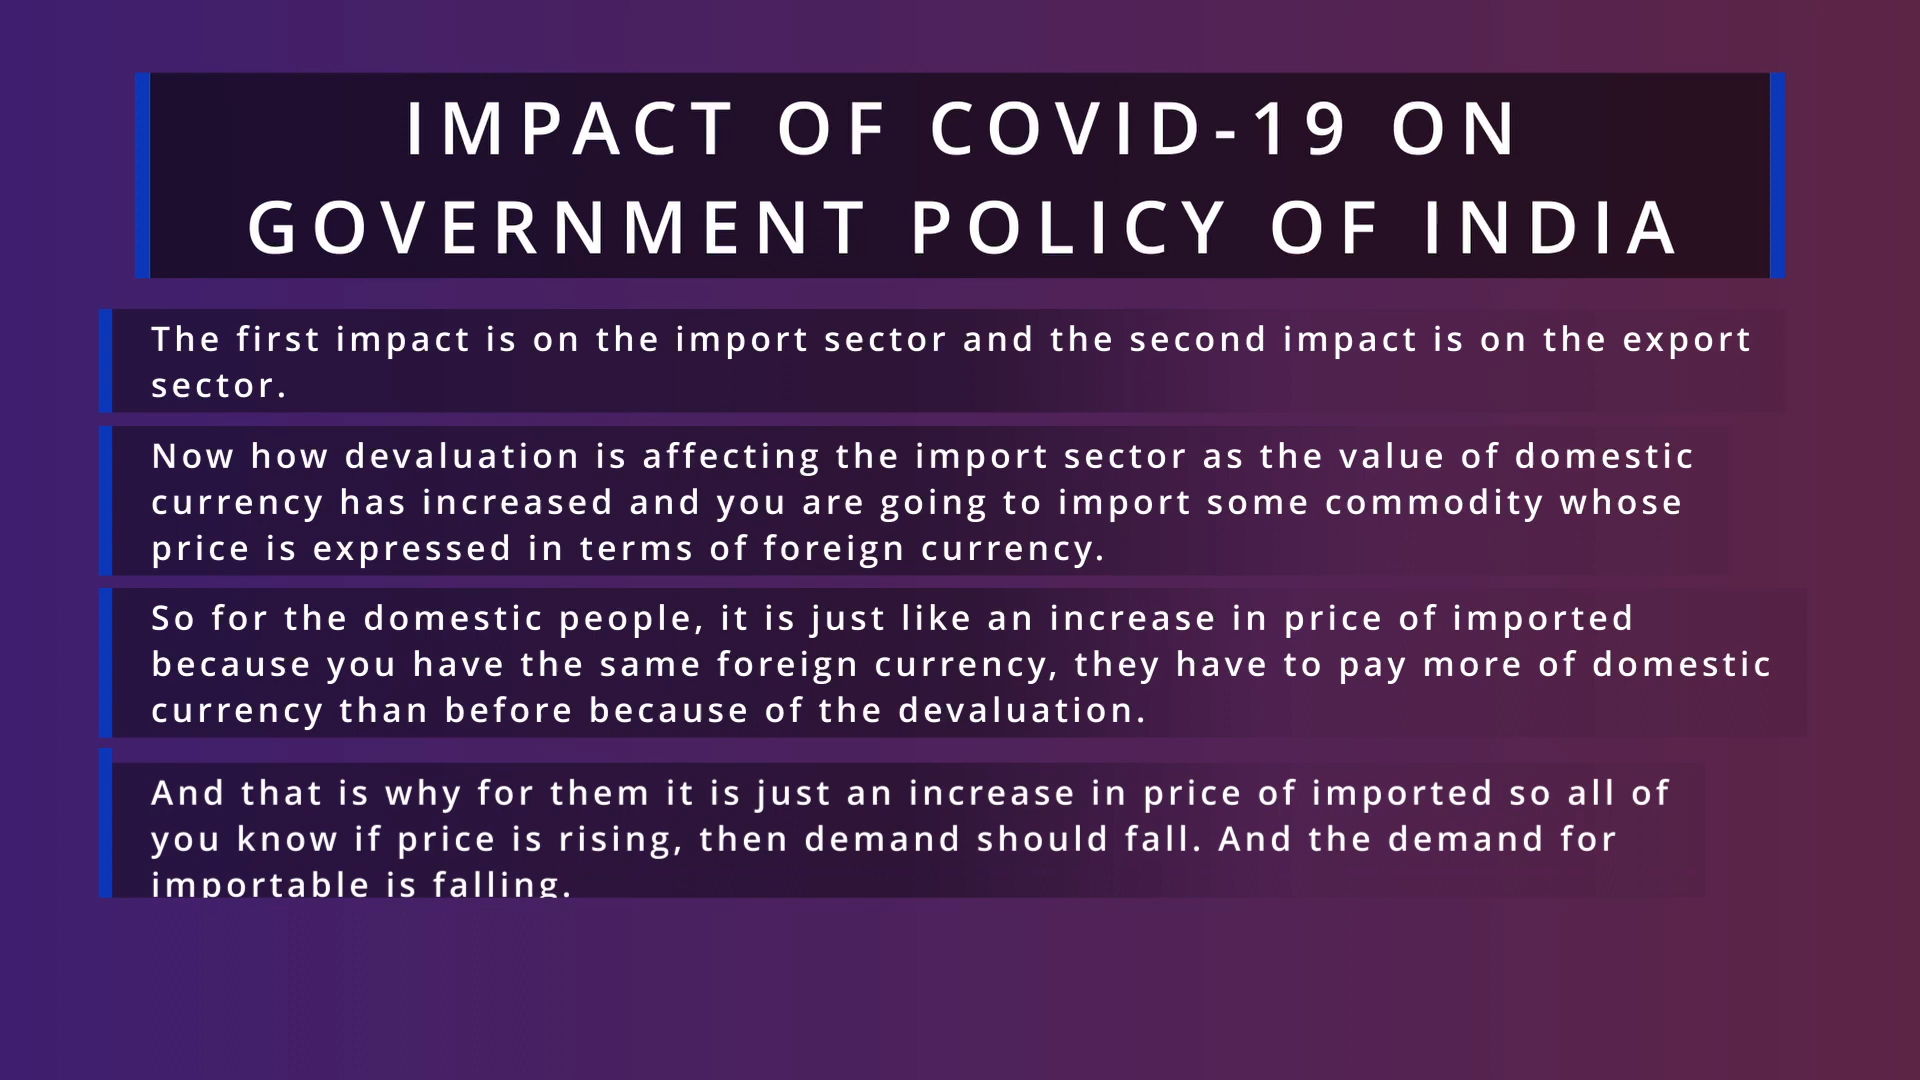 IMPACT OF COVID-19 ON
GOVERNMENT POLICY OF INDIA
The first impact is on the import sector and the second impact is on the export
sector.
Now how devaluation is affecting the import sector as the value of domestic
currency has increased and you are going to import some commodity whose
price is expressed in terms of foreign currency.
So for the domestic people, it is just like an increase in price of imported
because you have the same foreign currency, they have to pay more of domestic
currency than before because of the devaluation.
And that is why for them it is just an increase in price of imported so all of
you know if price is rising, then demand should fall. And the demand for
importable is falling.